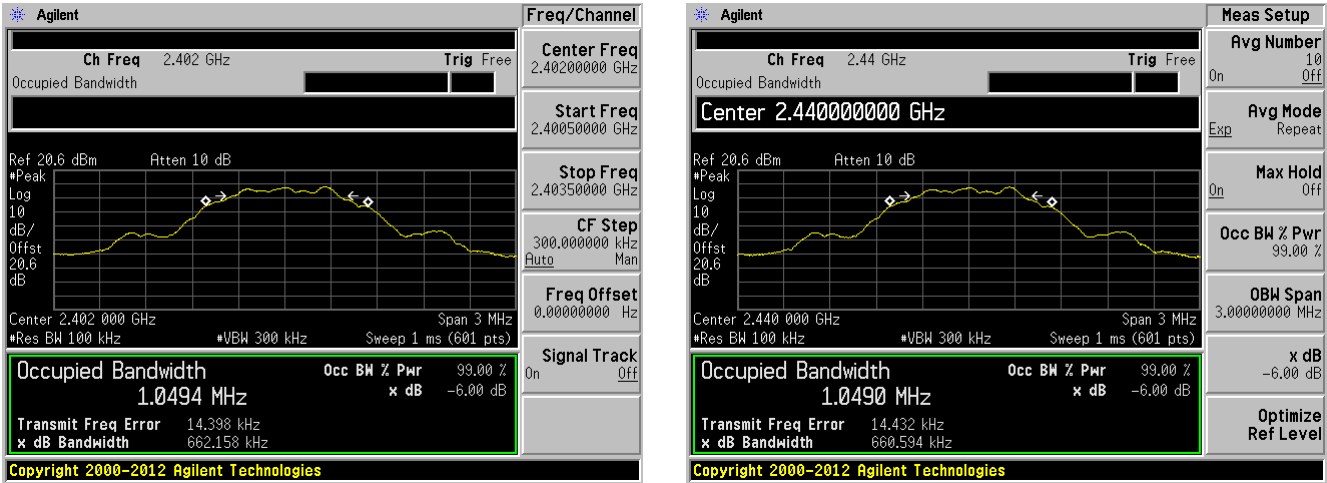 Agilent
Freq/Channel
Ch Freq 2.402 GHz Trig Free
Occupied Bandwidth
Center Freq
2.40200000 GHz
Start Freq
2.40050000 GHz
Stop Freq
2.40350000 GHz
CF Step
300.000000 kHz
Auto Man
Freq Offset
0.00000000 Hz
Signal Track
On Off
Ref 20.6 dBm Atten 10 dB
#Peak
Log
10
dB/
Offst
20.6
dB
Center 2.402 000 GHz Span 3 MHz
#Res BW 100 kHz #VBW 300 kHz Sweep 1 ms (601 pts)
Occupied Bandwidth Occ BW % Pwr 99.00 %
1.0494 MHz x dB -6.00 dB
Transmit Freq Error 14.398 kHz
x dB Bandwidth 662.158 kHz
Copyright 2000-2012 Agilent Technologies
Agilent
Meas Setup
Ch Freq 2.44 GHz Trig Free
Occupied Bandwidth
Center 2.440000000 GHz
Avg Number
10
On Off
Avg Mode
Exp Repeat
Max Hold
On Off
Occ BW % Pwr
99.00 %
OBW Span
3.00000000 MHz
x dB
-6.00 dB
Optimize
Ref Level
Ref 20.6 dBm Atten 10 dB
#Peak
Log
10
dB/
Offst
20.6
dB
Center 2.440 000 GHz Span 3 MHz
#Res BW 100 kHz #VBW 300 kHz Sweep 1 ms (601 pts)
Occupied Bandwidth Occ BW % Pwr 99.00 %
1.0490 MHz x dB -6.00 dB
Transmit Freq Error 14.432 kHz
x dB Bandwidth 660.594 kHz
Copyright 2000-2012 Agilent Technologies